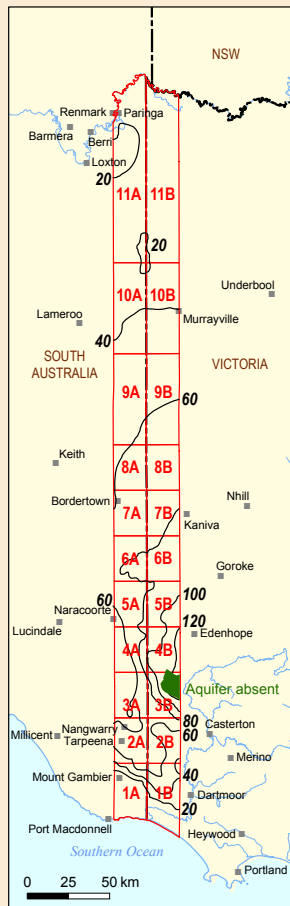 NSW
Renmark
Paringa
Barmera
Berri
Loxton
20
11A 11B
20
10A 10B
Underbool
Lameroo
Murrayville
40
SOUTH
AUSTRALIA
VICTORIA
9A 9B
60
Keith
8A 8B
Bordertown
7A 7B
Nhill
Kaniva
6A 6B
Goroke
60
5A 5B
100
Naracoorte
120
Lucindale
4A 4B
Edenhope
Aquifer absent
3A 3B
80
Millicent
Nangwarry
60
Casterton
Tarpeena
2A 2B
Merino
Mount Gambier
40
1A 1B
Dartmoor
20
Port Macdonnell
Heywood
Southern Ocean
Portland
0 25 50 km